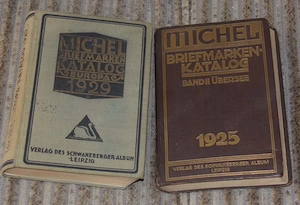 MICHEL
BRIEFMARKEN
KATALOG
EUROPA
1929
VERLAG DES SCHWANEBERGER ALBUM
LEIPZIG
MICHEL
BRIEFMARKEN-
KATALOG
BAND II ÜBERSEE
1925
VERLAG DES SCHWANEBERGER ALBUM
LEIPZIG